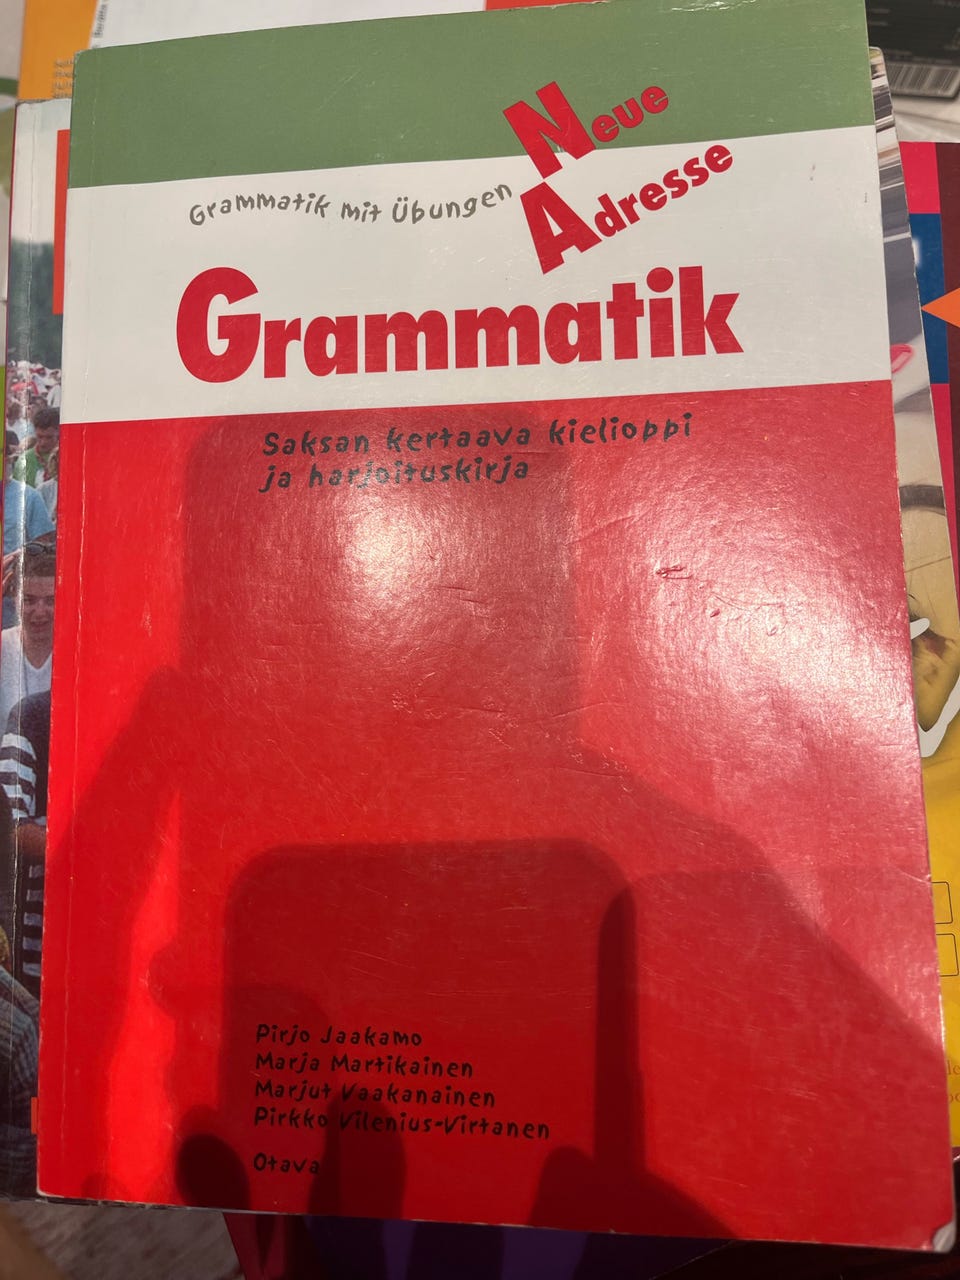 Neue
Adresse
Grammatik mit Übungen
Grammatik
Saksan kertaava kielioppi
ja harjoituskirja
Pirjo Jaakamo
Marja Martikainen
Marjut Vaakanainen
Pirkko Vilenius-Virtanen
Otava